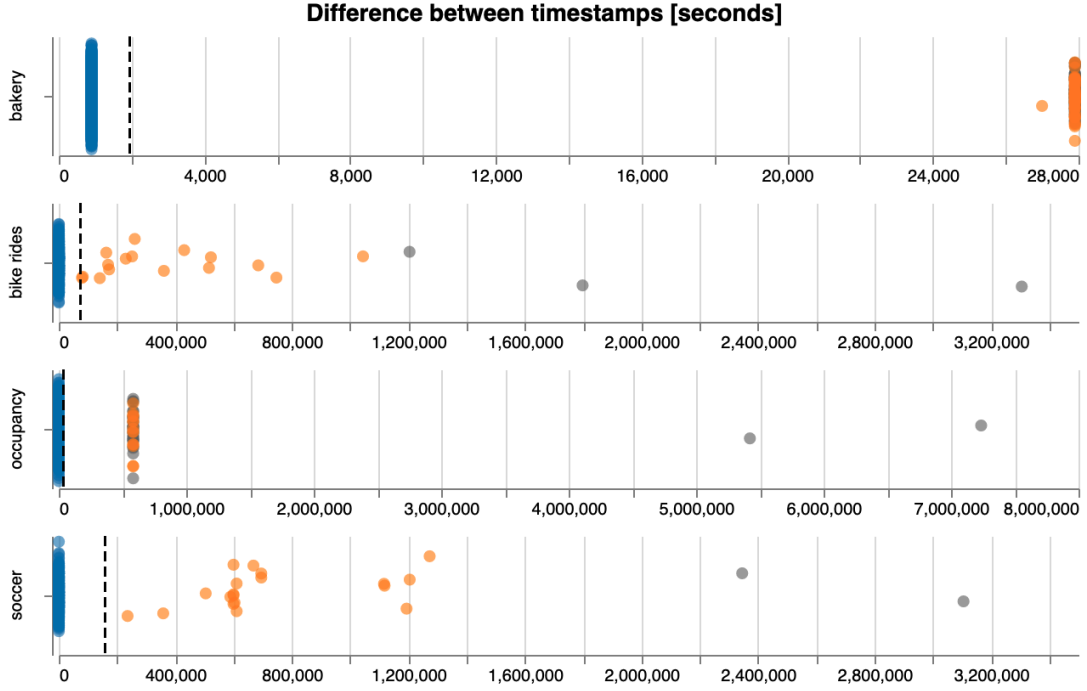 Difference between timestamps [seconds]
bakery
0 4,000 8,000 12,000 16,000 20,000 24,000 28,000
bike rides
0 400,000 800,000 1,200,000 1,600,000 2,000,000 2,400,000 2,800,000 3,200,000
occupancy
0 1,000,000 2,000,000 3,000,000 4,000,000 5,000,000 6,000,000 7,000,000 8,000,000
soccer
0 400,000 800,000 1,200,000 1,600,000 2,000,000 2,400,000 2,800,000 3,200,000